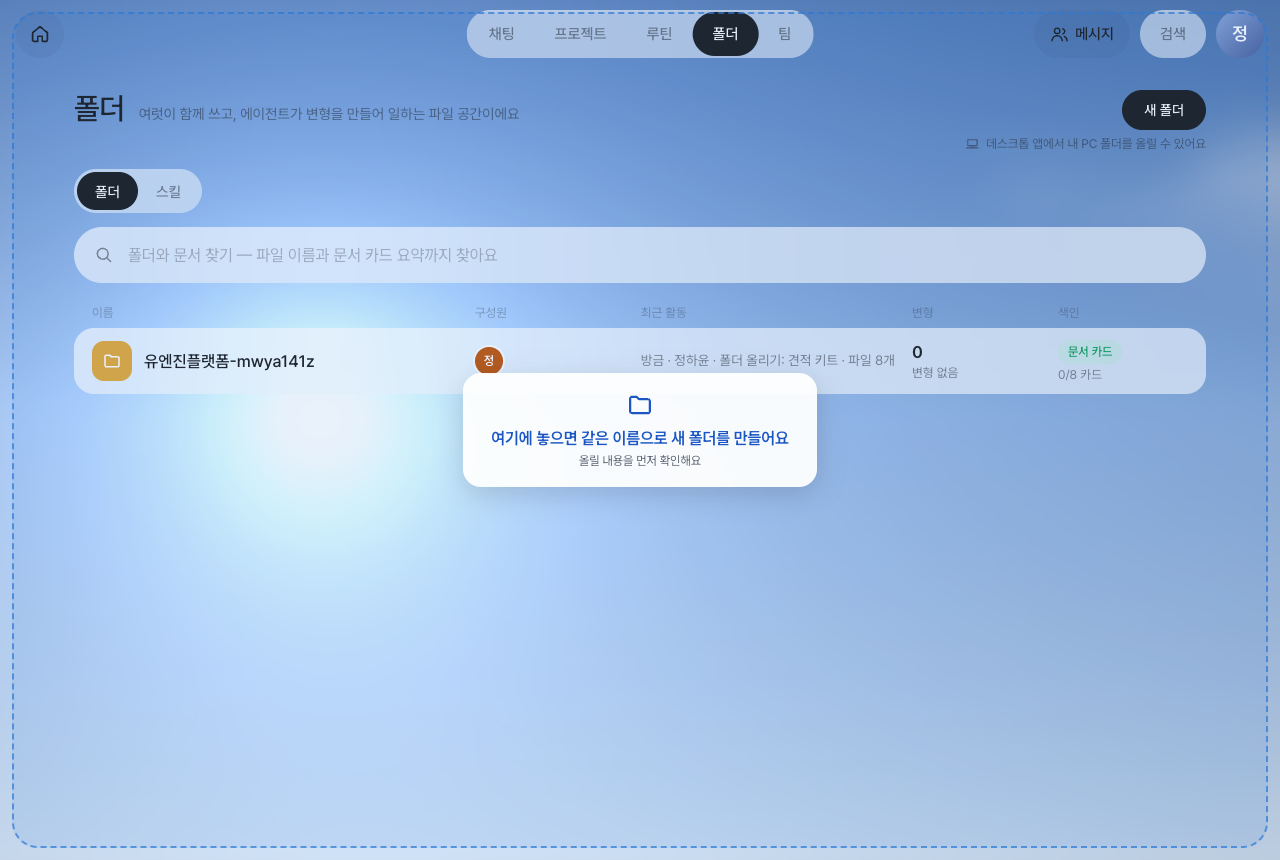 채팅
프로젝트
루틴
폴더
팀
메시지
검색
정
폴더
여럿이 함께 쓰고, 에이전트가 변형을 만들어 일하는 파일 공간이에요
새 폴더
데스크톱 앱에서 내 PC 폴더를 올릴 수 있어요
폴더
스킬
폴더와 문서 찾기 — 파일 이름과 문서 카드 요약까지 찾아요
이름
구성원
최근 활동
변형
색인
유엔진플랫폼-mwya141z
정
방금 · 정하윤 · 폴더 올리기: 견적 키트 · 파일 8개
0
변형 없음
문서 카드
0/8 카드
여기에 놓으면 같은 이름으로 새 폴더를 만들어요
올릴 내용을 먼저 확인해요